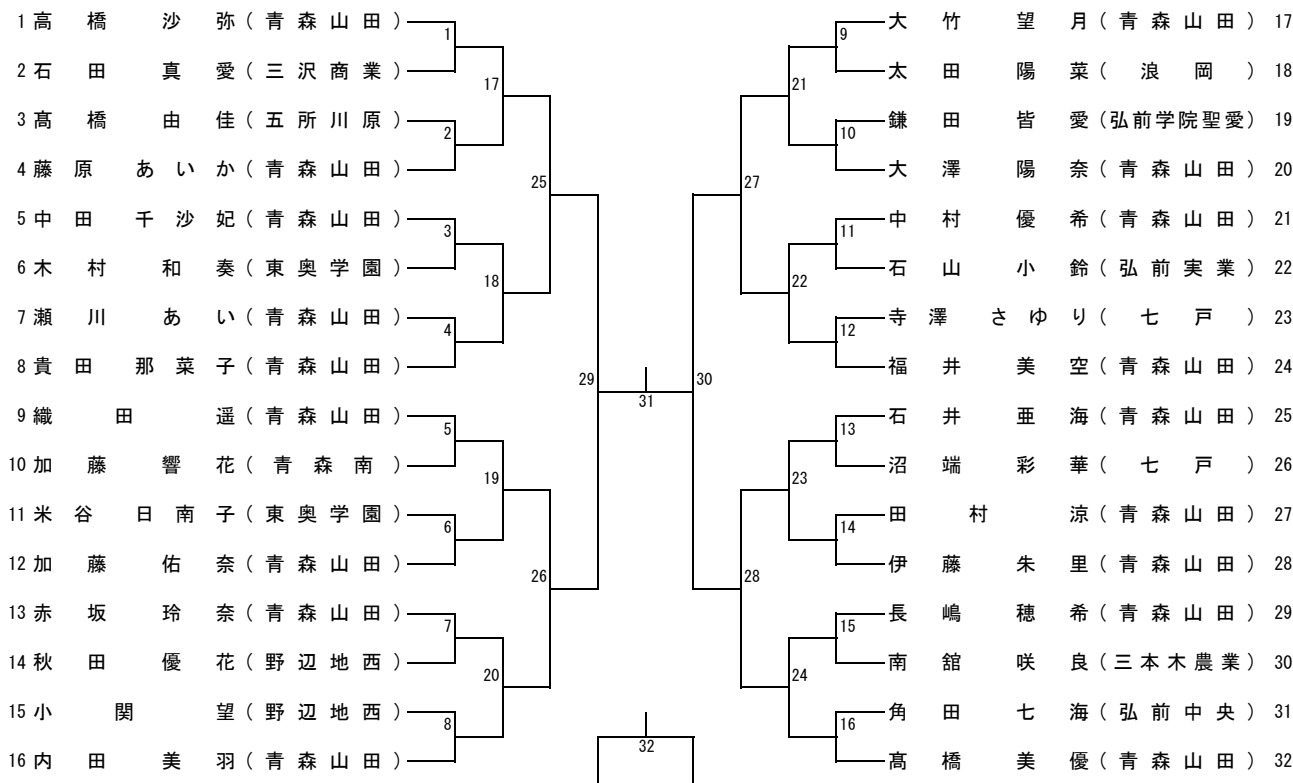 1 高橋沙弥(青森山田)
2 石田真愛(三沢商業)
3 髙橋由佳(五所川原)
4 藤原あいか(青森山田)
5 中田千沙妃(青森山田)
6 木村和奏(東奥学園)
7 瀬川あい(青森山田)
8 貴田那菜子(青森山田)
9 織田遥(青森山田)
10 加藤響花(青森南)
11 米谷日南子(東奥学園)
12 加藤佑奈(青森山田)
13 赤坂玲奈(青森山田)
14 秋田優花(野辺地西)
15 小関望(野辺地西)
16 内田美羽(青森山田)
1
2
3
4
5
6
7
8
17
18
19
20
25
26
29
31
32
30
27
28
21
22
23
24
9
10
11
12
13
14
15
16
大竹望月(青森山田) 17
太田陽菜(浪岡) 18
鎌田皆愛(弘前学院聖愛) 19
大澤陽奈(青森山田) 20
中村優希(青森山田) 21
石山小鈴(弘前実業) 22
寺澤さゆり(七戸) 23
福井美空(青森山田) 24
石井亜海(青森山田) 25
沼端彩華(七戸) 26
田村涼(青森山田) 27
伊藤朱里(青森山田) 28
長嶋穂希(青森山田) 29
南舘咲良(三本木農業) 30
角田七海(弘前中央) 31
髙橋美優(青森山田) 32